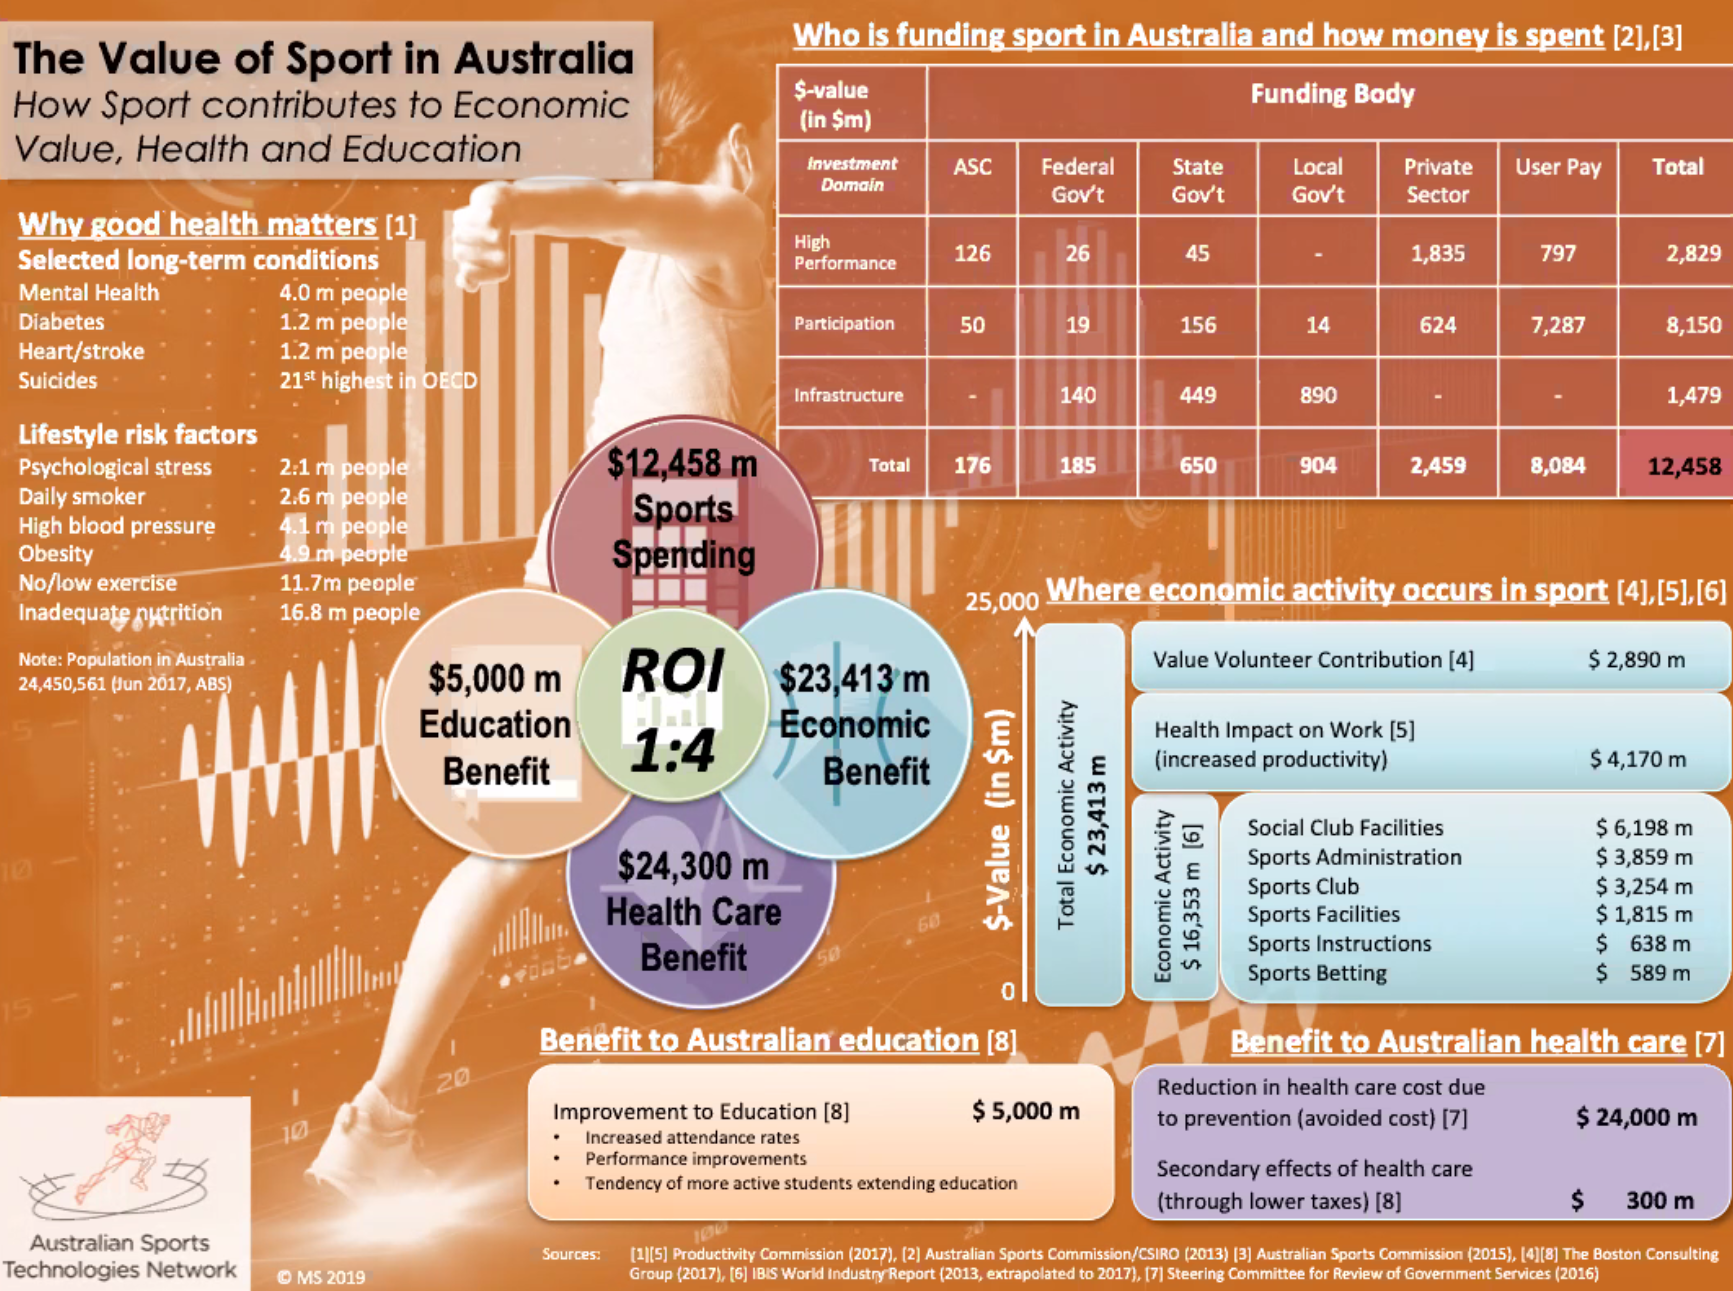 The Value of Sport in Australia
How Sport contributes to Economic
Value, Health and Education
Why good health matters [1]
Selected long-term conditions
Mental Health 4.0 m people
Diabetes 1.2 m people
Heart/stroke 1.2 m people
Suicides 21st highest in OECD
Lifestyle risk factors
Psychological stress 2.1 m people
Daily smoker 2.6 m people
High blood pressure 4.1 m people
Obesity 4.9 m people
No/low exercise 11.7m people
Inadequate nutrition 16.8 m people
Note: Population in Australia
24,450,561 (Jun 2017, ABS)
Who is funding sport in Australia and how money is spent [2],[3]
$-value
(in $m)
Funding Body
Investment
Domain
ASC
Federal
Gov't
State
Gov't
Local
Gov't
Private
Sector
User Pay
Total
High
Performance
126 26 45 - 1,835 797 2,829
Participation 50 19 156 14 624 7,287 8,150
Infrastructure - 140 449 890 - - 1,479
Total 176 185 650 904 2,459 8,084 12,458
$12,458 m
Sports
Spending
$5,000 m
Education
Benefit
ROI
1:4
$23,413 m
Economic
Benefit
$24,300 m
Health Care
Benefit
Where economic activity occurs in sport [4],[5],[6]
25,000
$-Value (in $m)
0
Total Economic Activity
$ 23,413 m
Value Volunteer Contribution [4] $ 2,890 m
Health Impact on Work [5]
(increased productivity) $ 4,170 m
Economic Activity
$ 16,353 m [6]
Social Club Facilities $ 6,198 m
Sports Administration $ 3,859 m
Sports Club $ 3,254 m
Sports Facilities $ 1,815 m
Sports Instructions $ 638 m
Sports Betting $ 589 m
Benefit to Australian education [8]
Improvement to Education [8] $ 5,000 m
• Increased attendance rates
• Performance improvements
• Tendency of more active students extending education
Benefit to Australian health care [7]
Reduction in health care cost due
to prevention (avoided cost) [7] $ 24,000 m
Secondary effects of health care
(through lower taxes) [8] $ 300 m
Australian Sports
Technologies Network
© MS 2019
Sources: [1][5] Productivity Commission (2017), [2] Australian Sports Commission/CSIRO (2013) [3] Australian Sports Commission (2015), [4][8] The Boston Consulting
Group (2017), [6] IBIS World Industry Report (2013, extrapolated to 2017), [7] Steering Committee for Review of Government Services (2016)